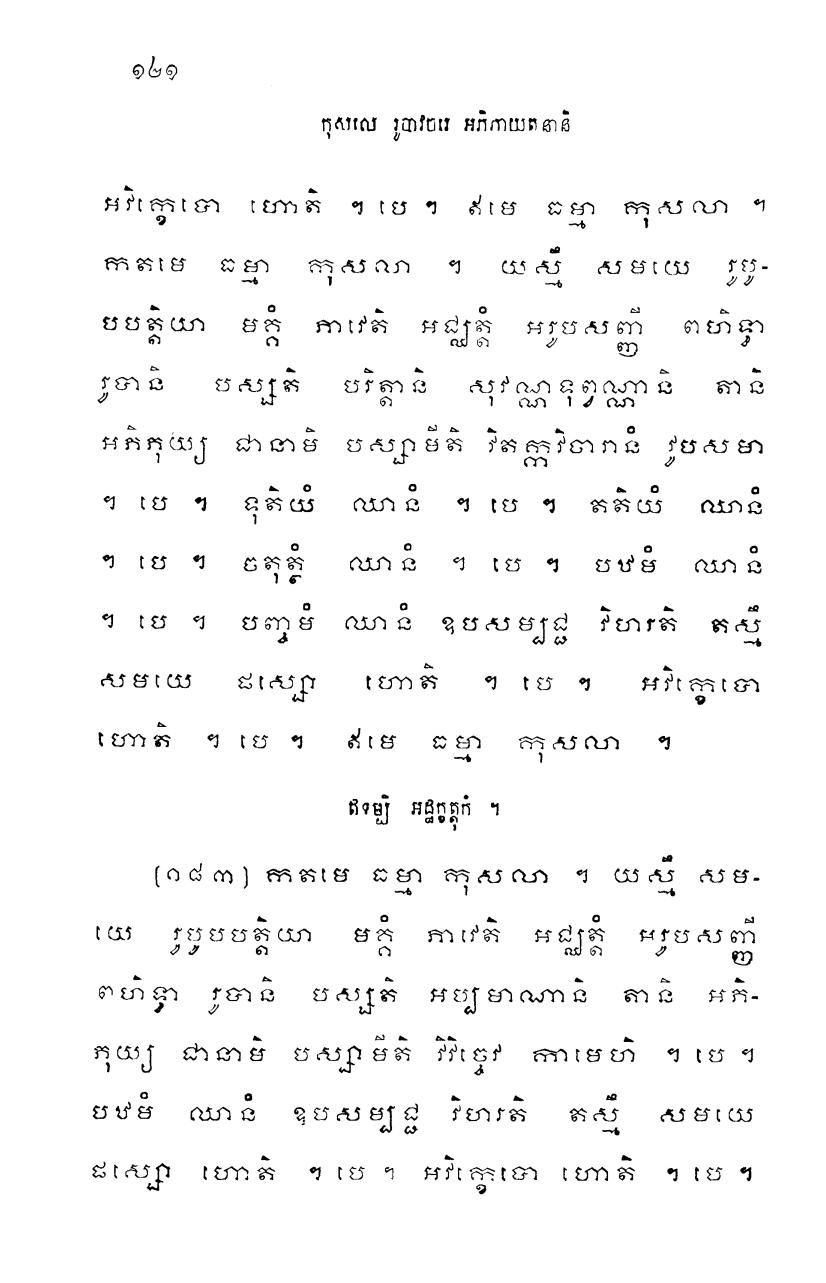 ១២១
កុសលេ រូបាវចរេ អភិភាយតនានិ
អវិក្ខេបោ ហោតិ ។ បេ ។ ឥមេ ធម្មា កុសលា ។
កតមេ ធម្មា កុសលា ។ យស្មឹ សមយេ រូបូ-
បបត្តិយា មគ្គំ ភាវេតិ អជ្ឈត្តំ អរូបសញ្ញី ពហិទ្ធា
រូបានិ បស្សតិ បរិត្តានិ សុវណ្ណទុព្វណ្ណានិ តានិ
អភិភុយ្យ ជានាមិ បស្សាមីតិ វិតក្កវិចារានំ វូបសមា
។ បេ ។ ទុតិយំ ឈានំ ។ បេ ។ តតិយំ ឈានំ
។ បេ ។ ចតុត្ថំ ឈានំ ។ បេ ។ បឋមំ ឈានំ
។ បេ ។ បញ្ចមំ ឈានំ ឧបសម្បជ្ជ វិហរតិ តស្មឹ
សមយេ ផស្សោ ហោតិ ។ បេ ។ អវិក្ខេបោ
ហោតិ ។ បេ ។ ឥមេ ធម្មា កុសលា ។
ឥទម្បិ អដ្ឋក្ខត្តុកំ ។
(១៨៣) កតមេ ធម្មា កុសលា ។ យស្មឹ សម-
យេ រូបូបបត្តិយា មគ្គំ ភាវេតិ អជ្ឈត្តំ អរូបសញ្ញី
ពហិទ្ធា រូបានិ បស្សតិ អប្បមាណានិ តានិ អភិ-
ភុយ្យ ជានាមិ បស្សាមីតិ វិវិច្ចេវ កាមេហិ ។ បេ ។
បឋមំ ឈានំ ឧបសម្បជ្ជ វិហរតិ តស្មឹ សមយេ
ផស្សោ ហោតិ ។ បេ ។ អវិក្ខេបោ ហោតិ ។ បេ ។